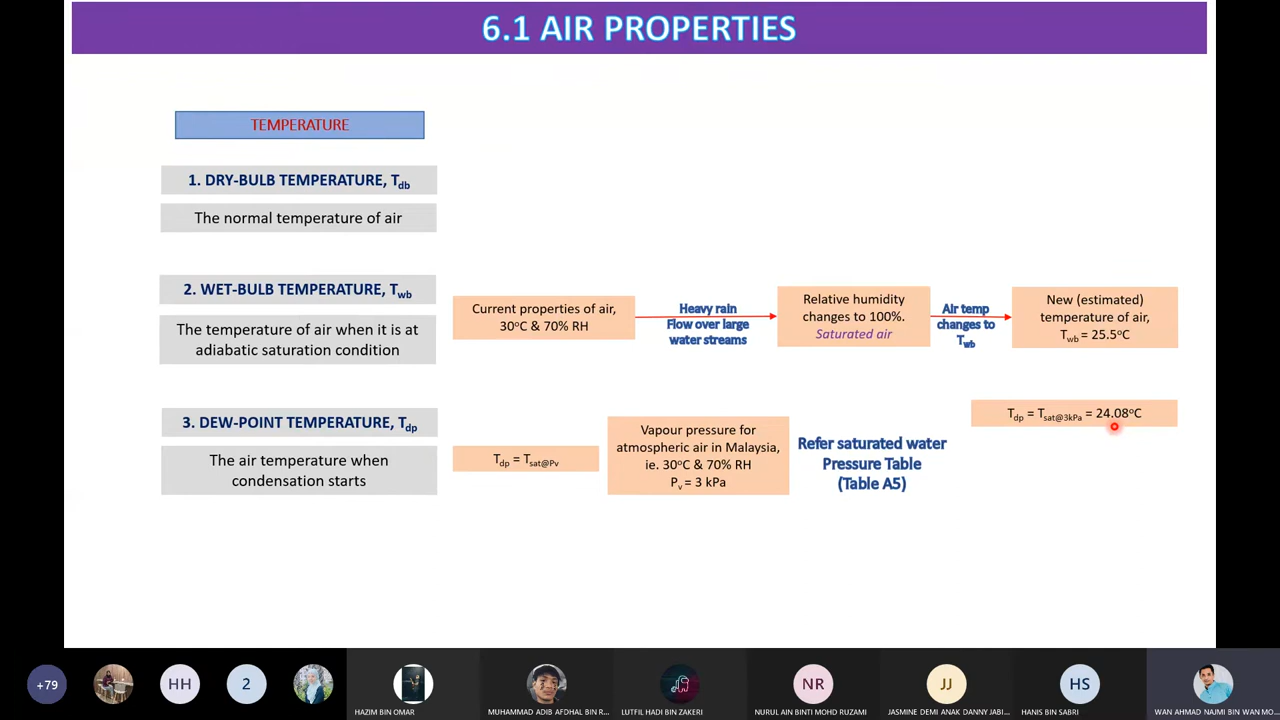 6.1 AIR PROPERTIES
TEMPERATURE
1. DRY-BULB TEMPERATURE, Tdb
The normal temperature of air
2. WET-BULB TEMPERATURE, Twb
The temperature of air when it is at
adiabatic saturation condition
Current properties of air,
30oC & 70% RH
Heavy rain
Flow over large
water streams
Relative humidity
changes to 100%.
Saturated air
Air temp
changes to
Twb
New (estimated)
temperature of air,
Twb = 25.5oC
3. DEW-POINT TEMPERATURE, Tdp
The air temperature when
condensation starts
Tdp = Tsat@Pv
Vapour pressure for
atmospheric air in Malaysia,
ie. 30oC & 70% RH
Pv = 3 kPa
Refer saturated water
Pressure Table
(Table A5)
Tdp = Tsat@3kPa = 24.08oC
+79
HH
2
HAZIM BIN OMAR
MUHAMMAD ADIB AFDHAL BIN R...
LUTFIL HADI BIN ZAKERI
NR
NURUL AIN BINTI MOHD RUZAMI
JJ
JASMINE DEMI ANAK DANNY JABI...
HS
HANIS BIN SABRI
WAN AHMAD NAIMI BIN WAN MO...